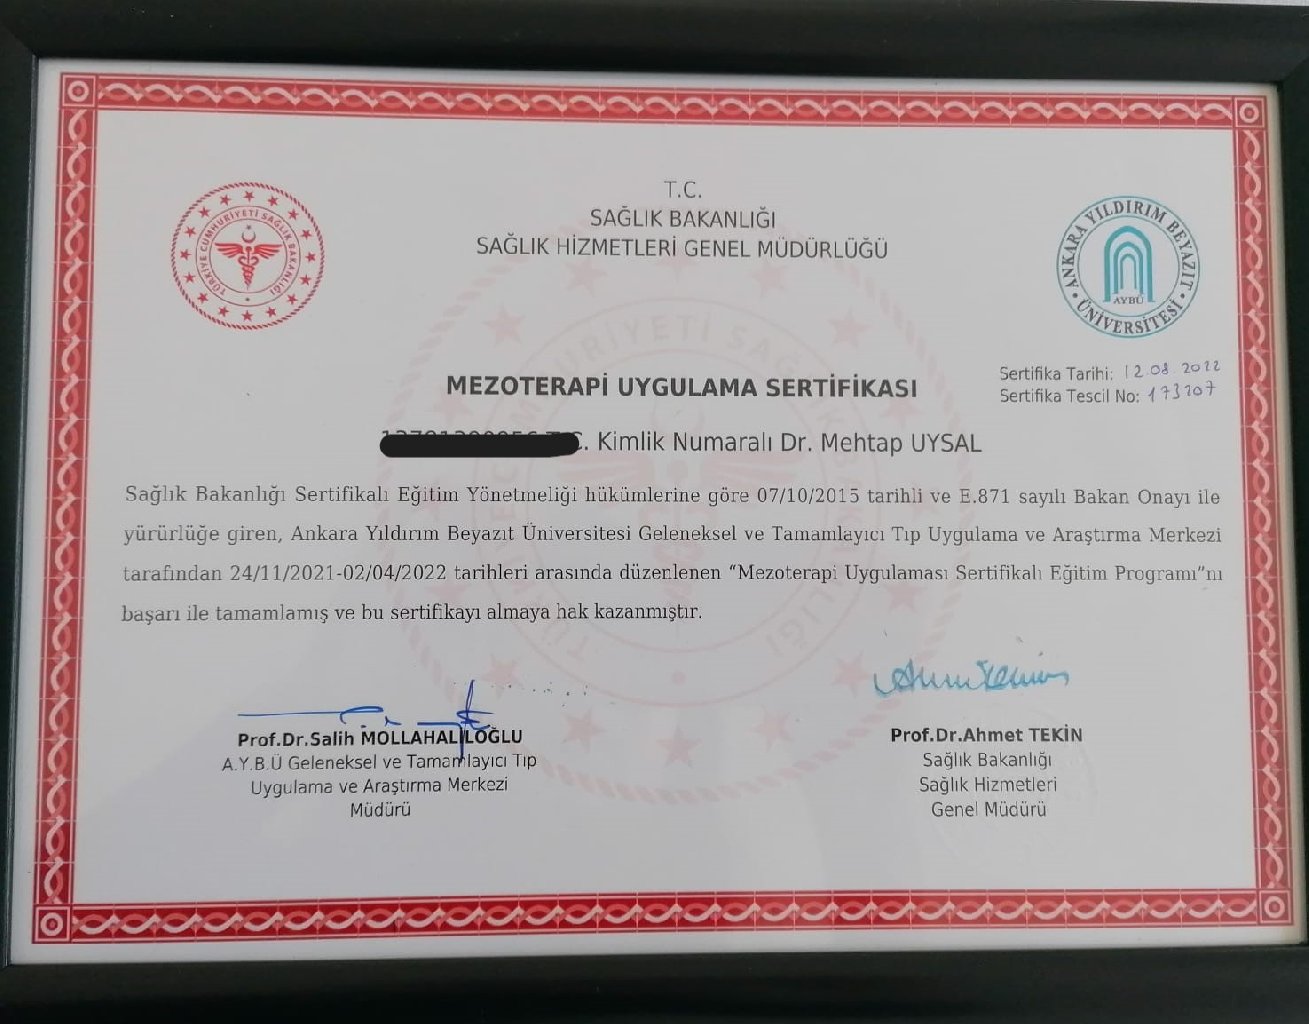 T.C.
SAĞLIK BAKANLIĞI
SAĞLIK HİZMETLERİ GENEL MÜDÜRLÜĞÜ
TÜRKİYE CUMHURİYETİ SAĞLIK BAKANLIĞI
ANKARA YILDIRIM BEYAZIT ÜNİVERSİTESİ
AYBÜ
Sertifika Tarihi: 12.08.2022
Sertifika Tescil No: 173207
MEZOTERAPİ UYGULAMA SERTİFİKASI
. Kimlik Numaralı Dr. Mehtap UYSAL
Sağlık Bakanlığı Sertifikalı Eğitim Yönetmeliği hükümlerine göre 07/10/2015 tarihli ve E.871 sayılı Bakan Onayı ile
yürürlüğe giren, Ankara Yıldırım Beyazıt Üniversitesi Geleneksel ve Tamamlayıcı Tıp Uygulama ve Araştırma Merkezi
tarafından 24/11/2021-02/04/2022 tarihleri arasında düzenlenen “Mezoterapi Uygulaması Sertifikalı Eğitim Programı”nı
başarı ile tamamlamış ve bu sertifikayı almaya hak kazanmıştır.
Prof.Dr.Salih MOLLAHALİLOĞLU
A.Y.B.Ü Geleneksel ve Tamamlayıcı Tıp
Uygulama ve Araştırma Merkezi
Müdürü
Prof.Dr.Ahmet TEKİN
Sağlık Bakanlığı
Sağlık Hizmetleri
Genel Müdürü